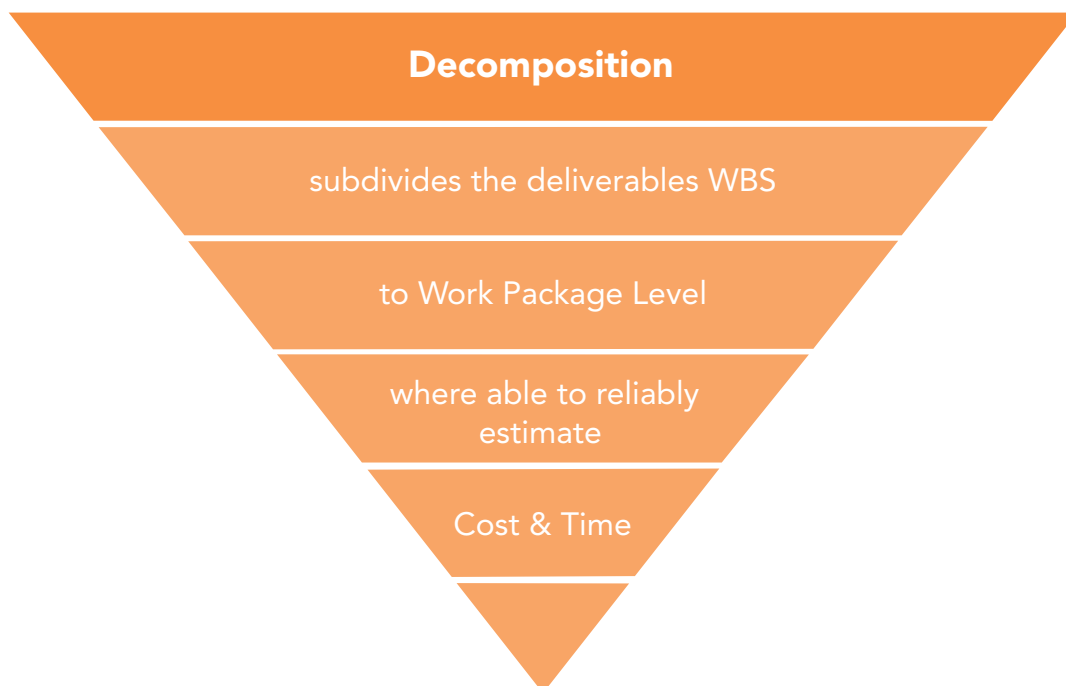 Decomposition
subdivides the deliverables WBS
to Work Package Level
where able to reliably
estimate
Cost & Time